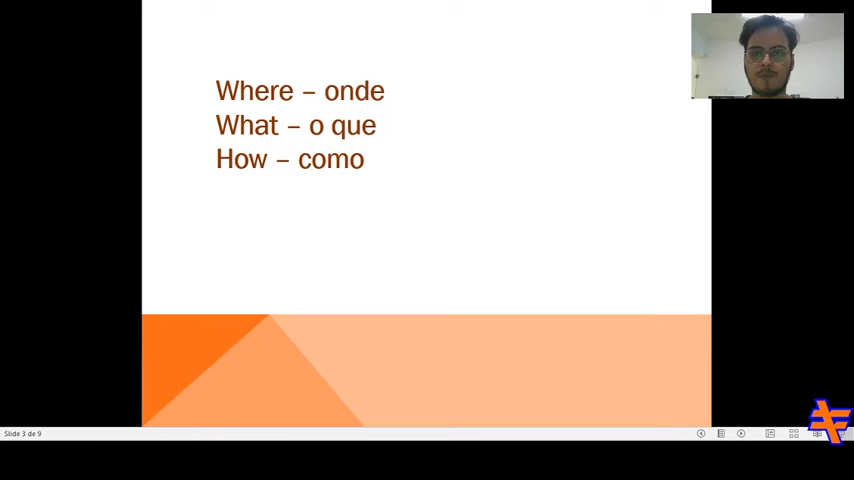 Where – onde
What – o que
How – como
Slide 3 de 9